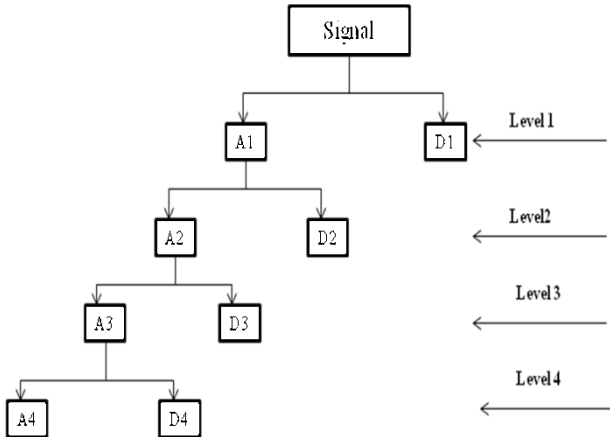 Signal
A1
D1
Level 1
A2
D2
Level2
A3
D3
Level 3
A4
D4
Level 4